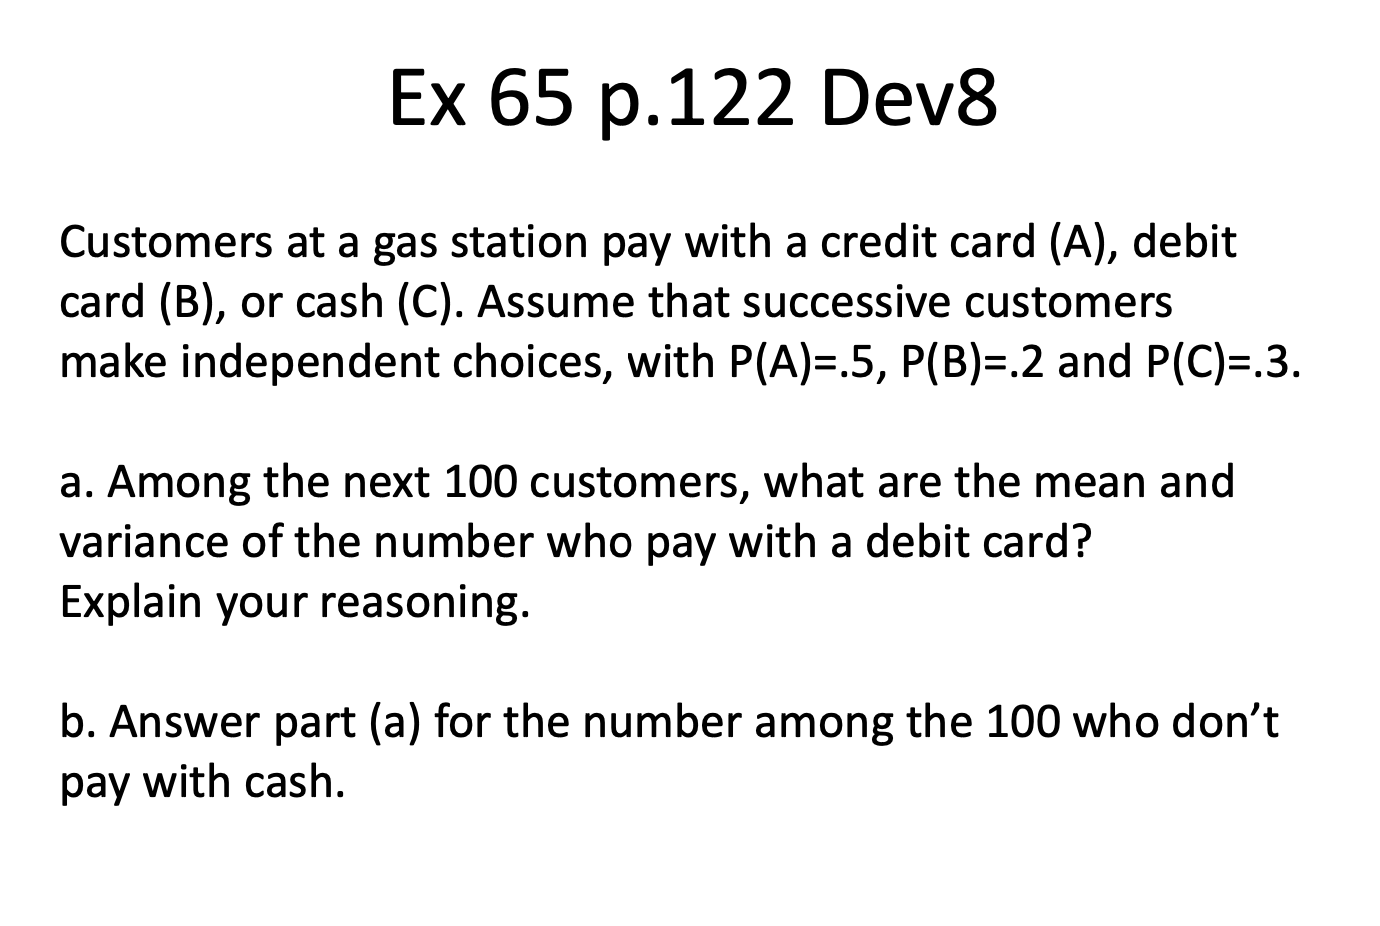 Ex 65 p.122 Dev8
Customers at a gas station pay with a credit card (A), debit
card (B), or cash (C). Assume that successive customers
make independent choices, with P(A)=.5, P(B)=.2 and P(C)=.3.
a. Among the next 100 customers, what are the mean and
variance of the number who pay with a debit card?
Explain your reasoning.
b. Answer part (a) for the number among the 100 who don’t
pay with cash.